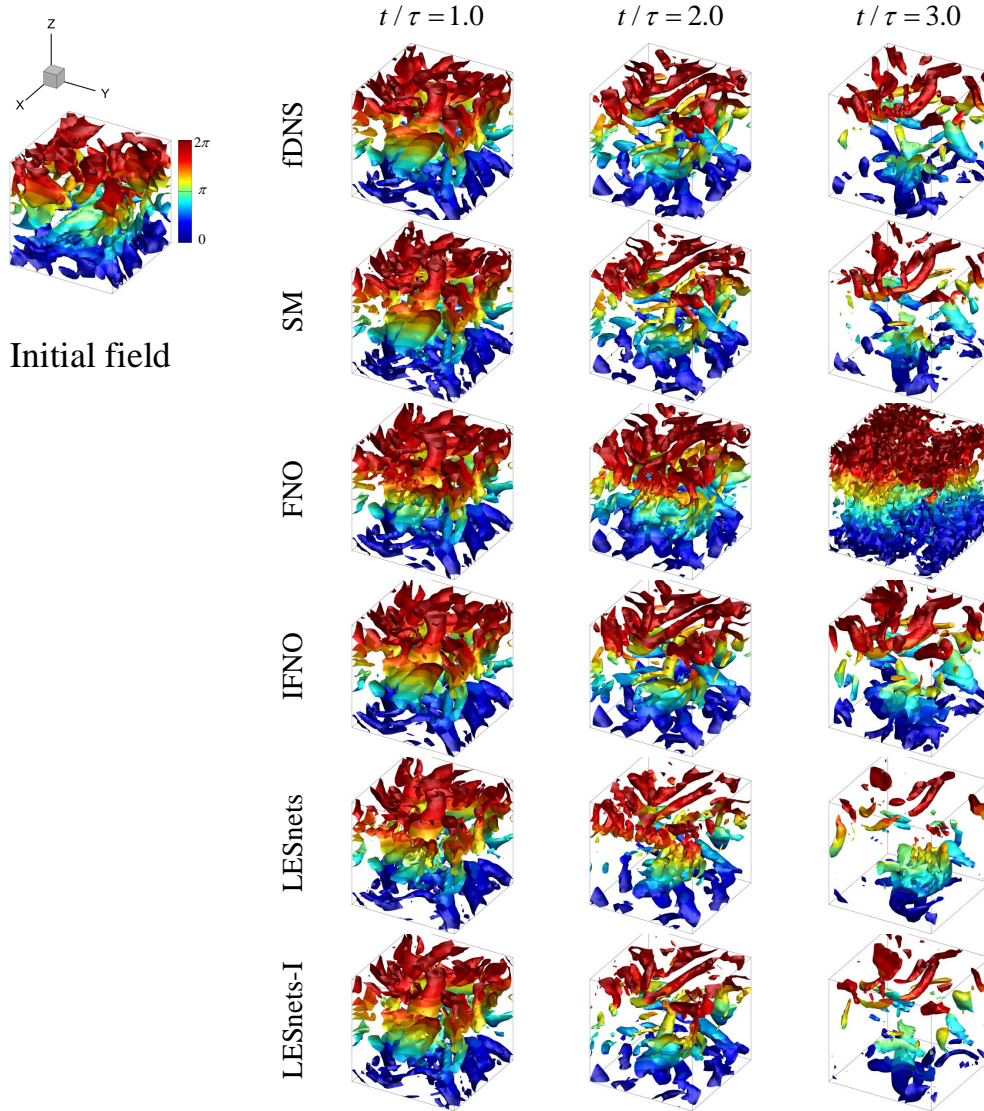 t / τ = 1.0
t / τ = 2.0
t / τ = 3.0
Z
X
Y
2π
π
0
Initial field
fDNS
SM
FNO
IFNO
LESnets
LESnets-I